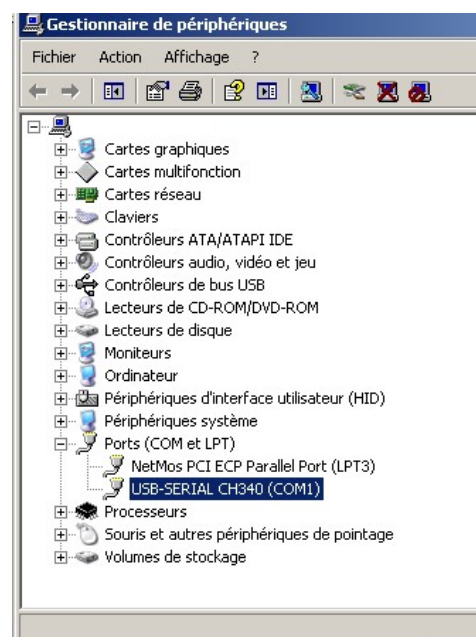 Gestionnaire de périphériques
Fichier Action Affichage ?
Cartes graphiques
Cartes multifonction
Cartes réseau
Claviers
Contrôleurs ATA/ATAPI IDE
Contrôleurs audio, vidéo et jeu
Contrôleurs de bus USB
Lecteurs de CD-ROM/DVD-ROM
Lecteurs de disque
Moniteurs
Ordinateur
Périphériques d'interface utilisateur (HID)
Périphériques système
Ports (COM et LPT)
NetMos PCI ECP Parallel Port (LPT3)
USB-SERIAL CH340 (COM1)
Processeurs
Souris et autres périphériques de pointage
Volumes de stockage